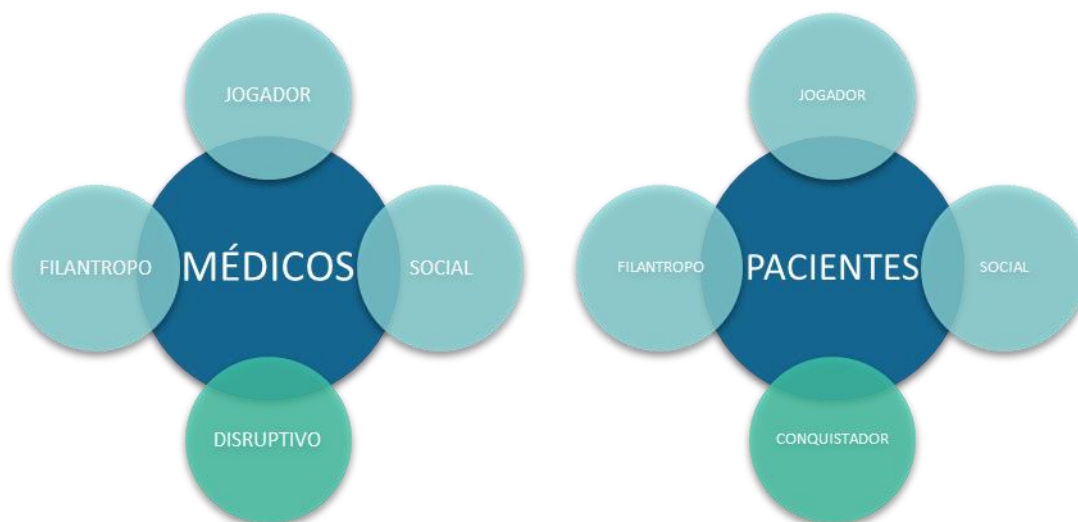 JOGADOR
FILANTROPO
MÉDICOS
SOCIAL
DISRUPTIVO
JOGADOR
FILANTROPO
PACIENTES
SOCIAL
CONQUISTADOR